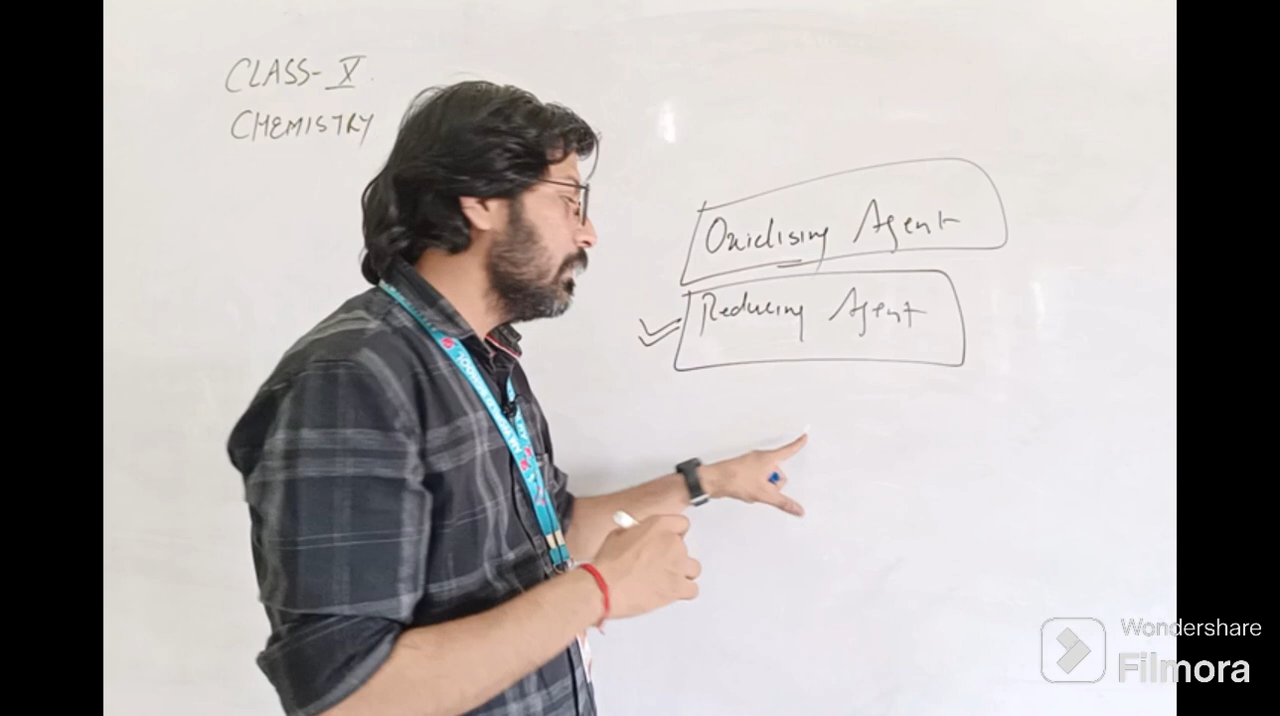 CLASS-X.
CHEMISTRY
Oxidising Agent
Reducing Agent
Wondershare
Filmora